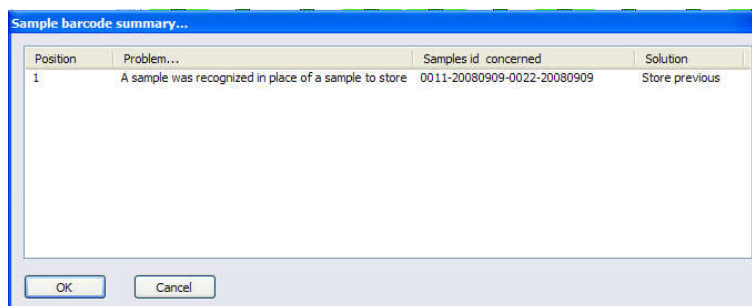 Sample barcode summary...
Position Problem... Samples id concerned Solution
1 A sample was recognized in place of a sample to store 0011-20080909-0022-20080909 Store previous
OK Cancel